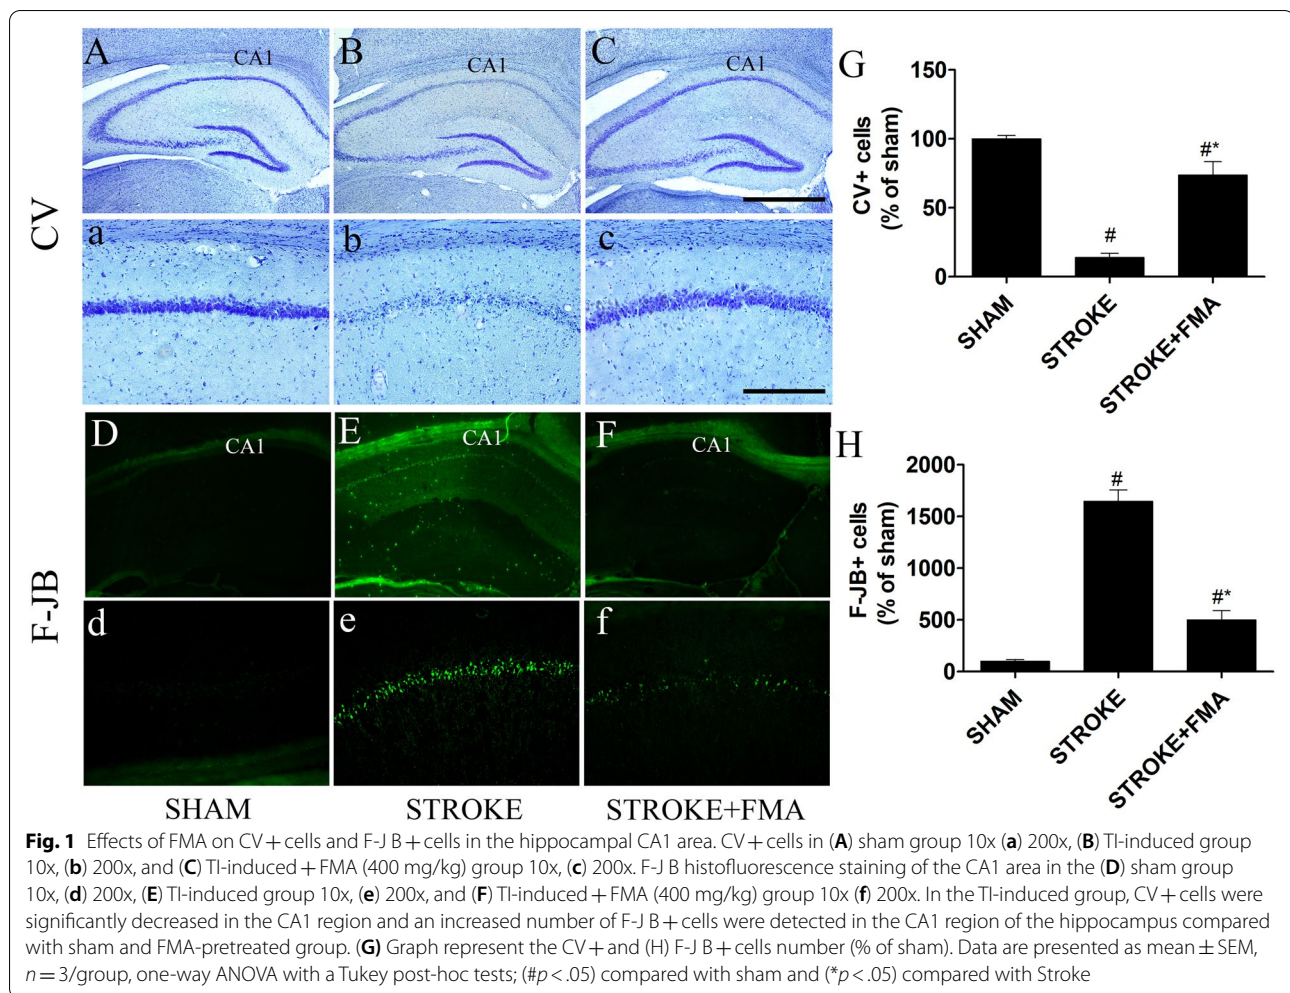 A
CA1
B
CA1
C
CA1
CV
a
b
c
D
CA1
E
CA1
F
CA1
F-JB
d
e
f
SHAM
STROKE
STROKE+FMA
G
CV+ cells
(% of sham)
150
100
50
0
#
#*
SHAM
STROKE
STROKE+FMA
H
F-JB+ cells
(% of sham)
2000
1500
1000
500
0
#
#*
SHAM
STROKE
STROKE+FMA
Fig. 1 Effects of FMA on CV+cells and F-J B+cells in the hippocampal CA1 area. CV+cells in (A) sham group 10x (a) 200x, (B) TI-induced group
10x, (b) 200x, and (C) TI-induced+FMA (400 mg/kg) group 10x, (c) 200x. F-J B histofluorescence staining of the CA1 area in the (D) sham group
10x, (d) 200x, (E) TI-induced group 10x, (e) 200x, and (F) TI-induced+FMA (400 mg/kg) group 10x (f) 200x. In the TI-induced group, CV+cells were
significantly decreased in the CA1 region and an increased number of F-J B+cells were detected in the CA1 region of the hippocampus compared
with sham and FMA-pretreated group. (G) Graph represent the CV+and (H) F-J B+cells number (% of sham). Data are presented as mean±SEM,
n=3/group, one-way ANOVA with a Tukey post-hoc tests; (#p<.05) compared with sham and (*p<.05) compared with Stroke